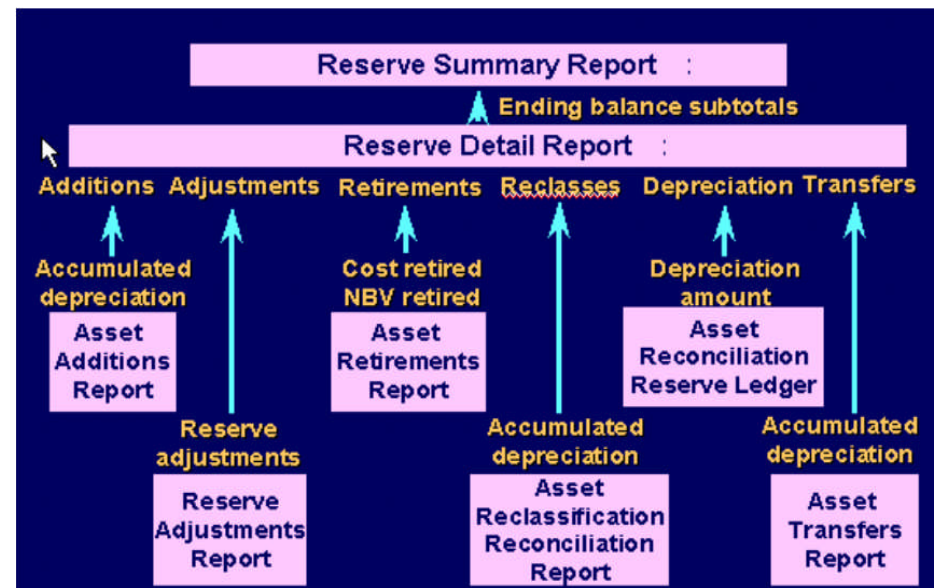 Reserve Summary Report :
Ending balance subtotals
Reserve Detail Report :
Additions Adjustments Retirements Reclasses Depreciation Transfers
Accumulated
depreciation
Asset
Additions
Report
Reserve
adjustments
Reserve
Adjustments
Report
Cost retired
NBV retired
Asset
Retirements
Report
Accumulated
depreciation
Asset
Reclassification
Reconciliation
Report
Depreciation
amount
Asset
Reconciliation
Reserve Ledger
Accumulated
depreciation
Asset
Transfers
Report